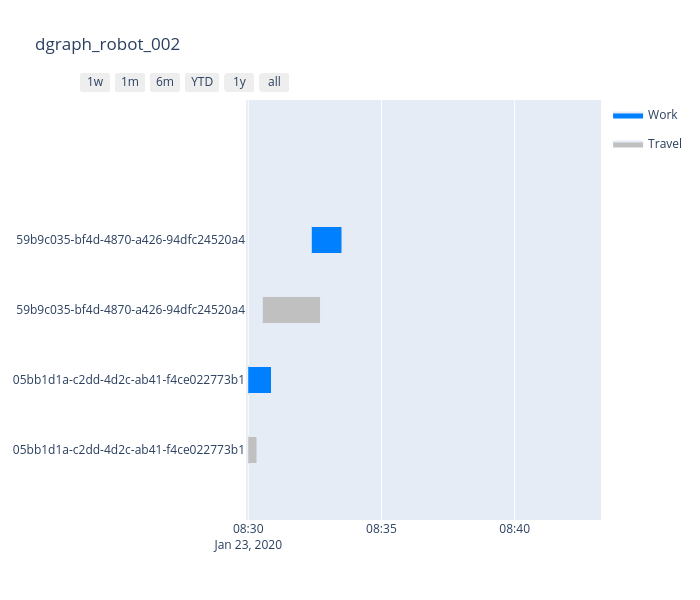 dgraph_robot_002
1w 1m 6m YTD 1y all
Work
Travel
59b9c035-bf4d-4870-a426-94dfc24520a4
59b9c035-bf4d-4870-a426-94dfc24520a4
05bb1d1a-c2dd-4d2c-ab41-f4ce022773b1
05bb1d1a-c2dd-4d2c-ab41-f4ce022773b1
08:30 08:35 08:40
Jan 23, 2020